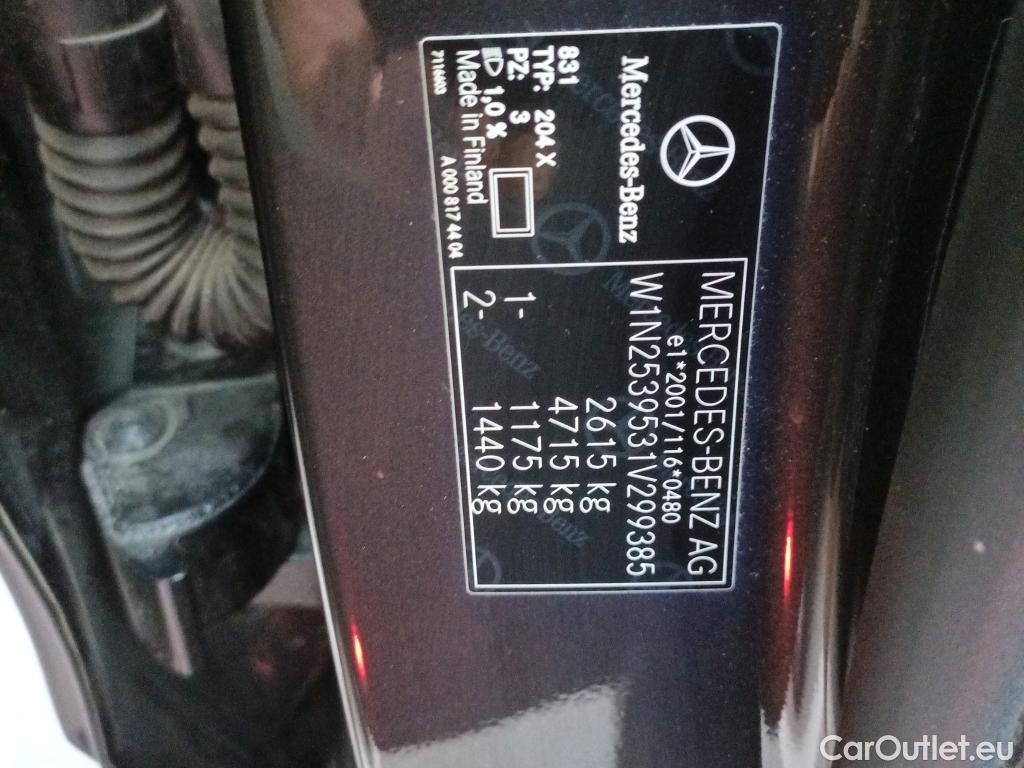 Mercedes-Benz
831
TYP: 204 X
PZ: 3
1,0 %
Made in Finland
7116403
A 000 817 44 04
MERCEDES-BENZ AG
e1*2001/116*0480
W1N2539531V299385
2615 kg
4715 kg
1- 1175 kg
2- 1440 kg
CarOutlet.eu